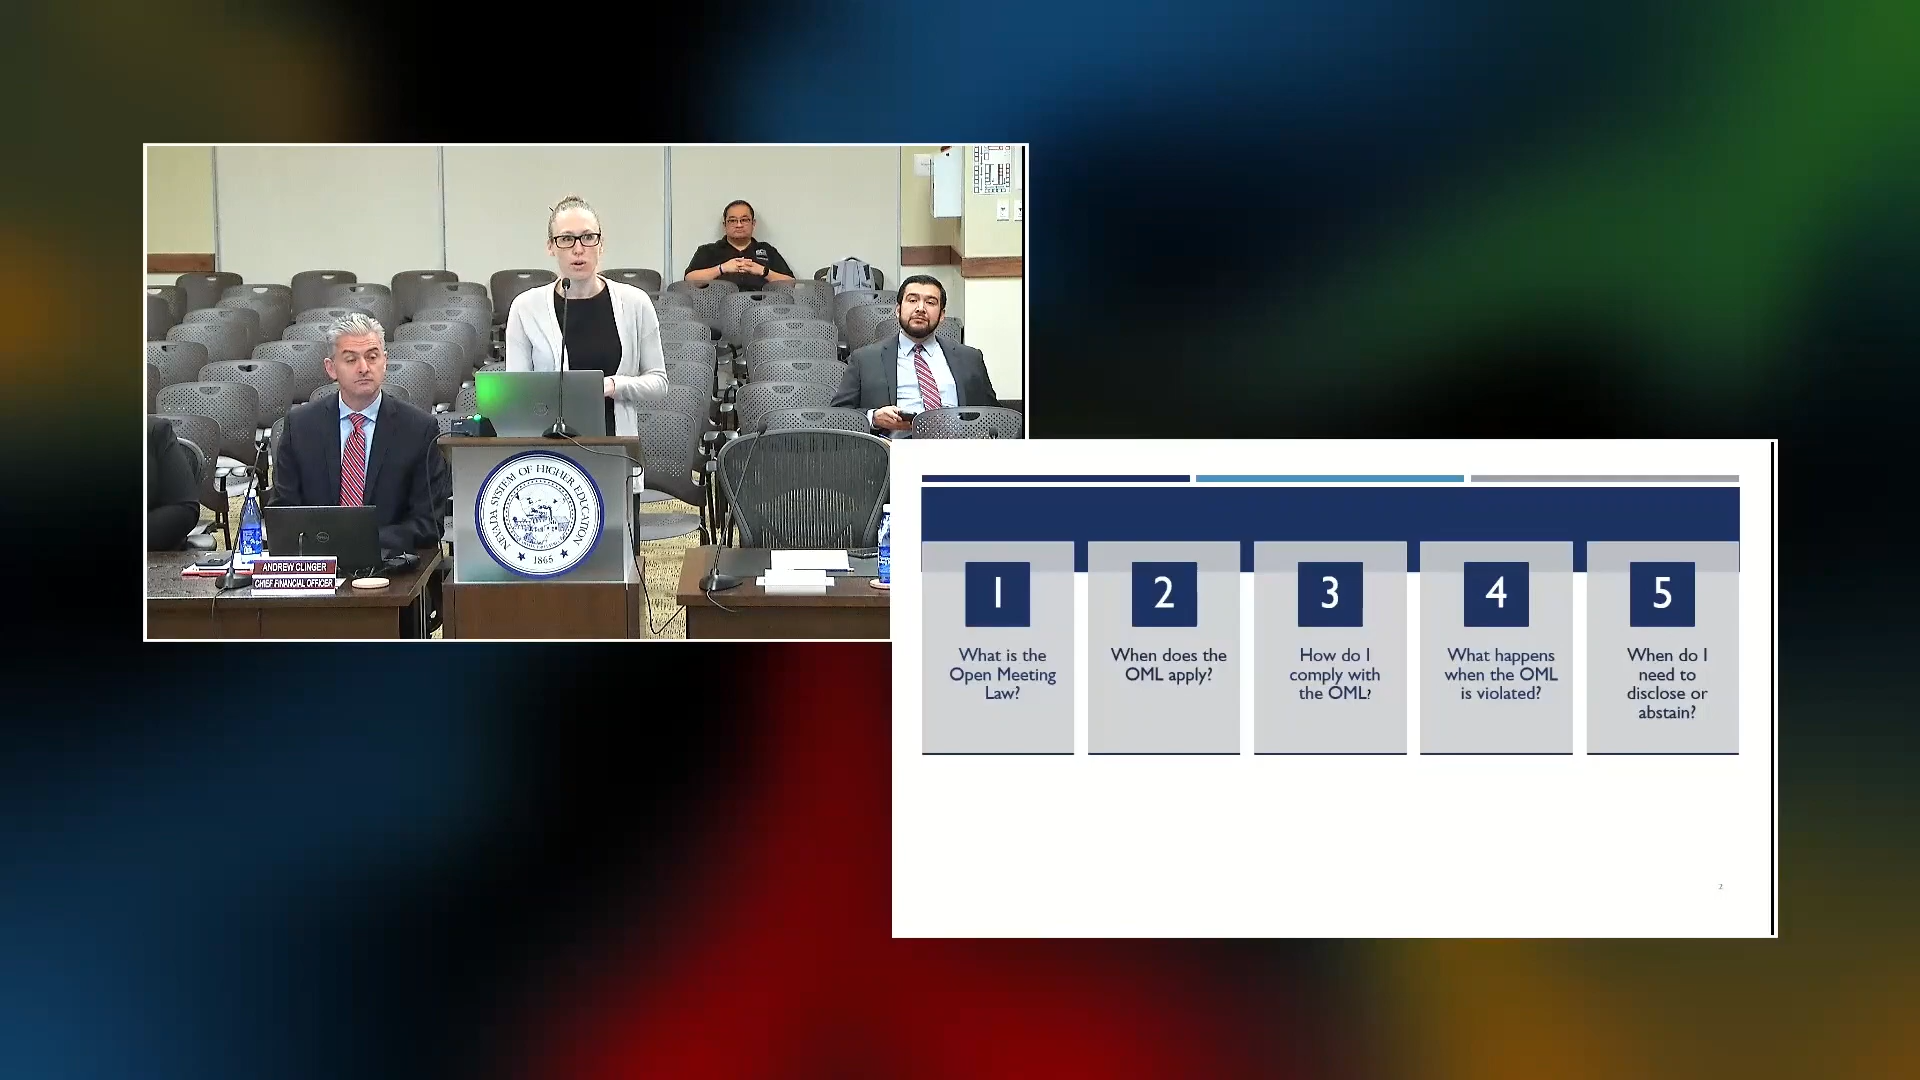 ANDREW CLINGER
CHIEF FINANCIAL OFFICER
NEVADA SYSTEM OF HIGHER EDUCATION
1865
1
What is the
Open Meeting
Law?
2
When does the
OML apply?
3
How do I
comply with
the OML?
4
What happens
when the OML
is violated?
5
When do I
need to
disclose or
abstain?
2